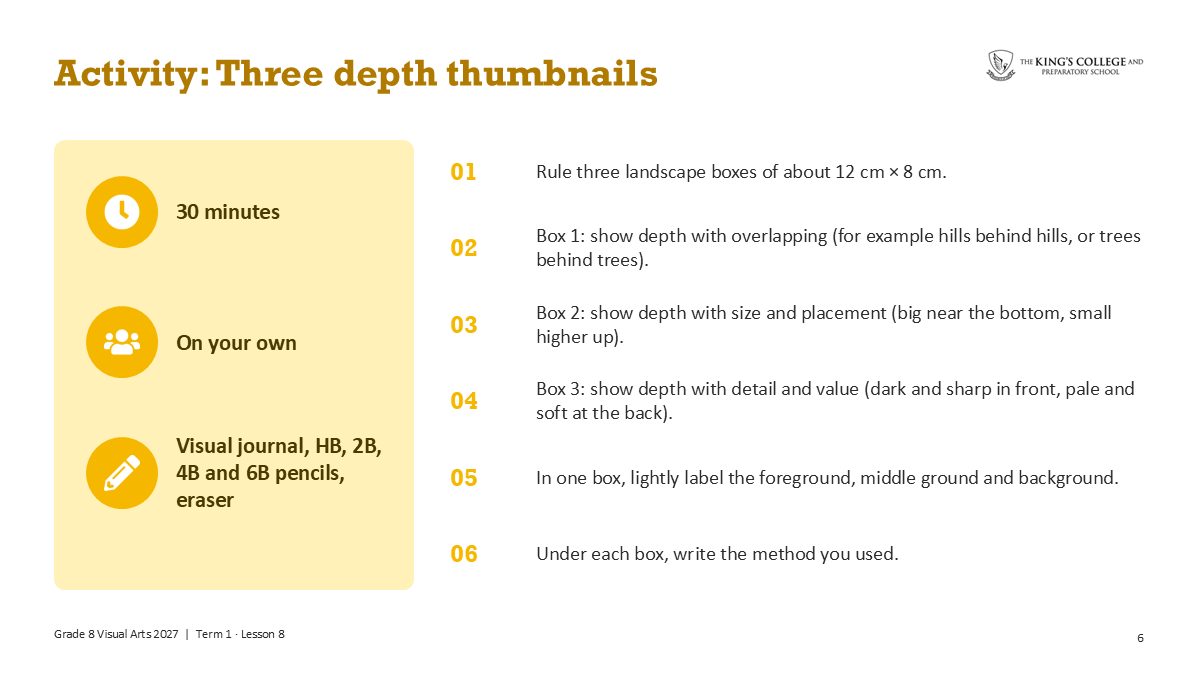 Activity: Three depth thumbnails
THE KING'S COLLEGE AND
PREPARATORY SCHOOL
30 minutes
On your own
Visual journal, HB, 2B,
4B and 6B pencils,
eraser
01
Rule three landscape boxes of about 12 cm × 8 cm.
02
Box 1: show depth with overlapping (for example hills behind hills, or trees
behind trees).
03
Box 2: show depth with size and placement (big near the bottom, small
higher up).
04
Box 3: show depth with detail and value (dark and sharp in front, pale and
soft at the back).
05
In one box, lightly label the foreground, middle ground and background.
06
Under each box, write the method you used.
Grade 8 Visual Arts 2027 | Term 1 · Lesson 8
6